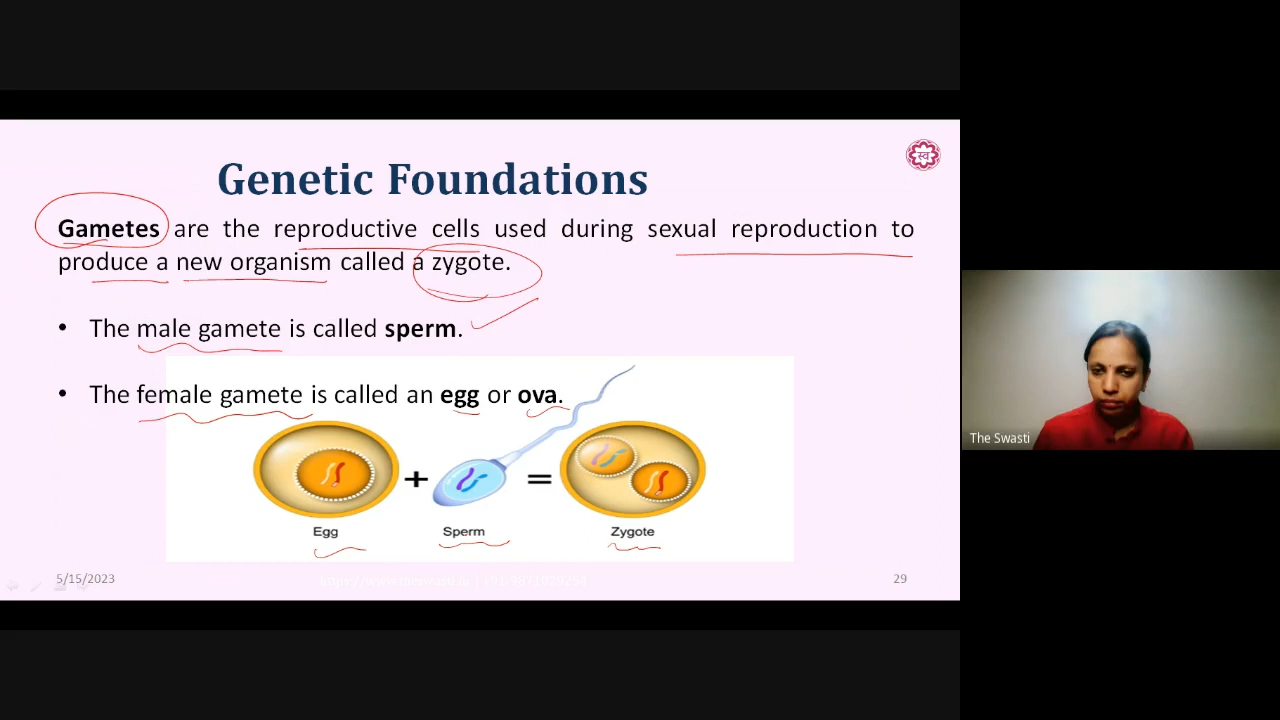 Genetic Foundations
स्व
Gametes are the reproductive cells used during sexual reproduction to
produce a new organism called a zygote.
• The male gamete is called sperm.
• The female gamete is called an egg or ova.
+ =
Egg Sperm Zygote
5/15/2023 29
The Swasti